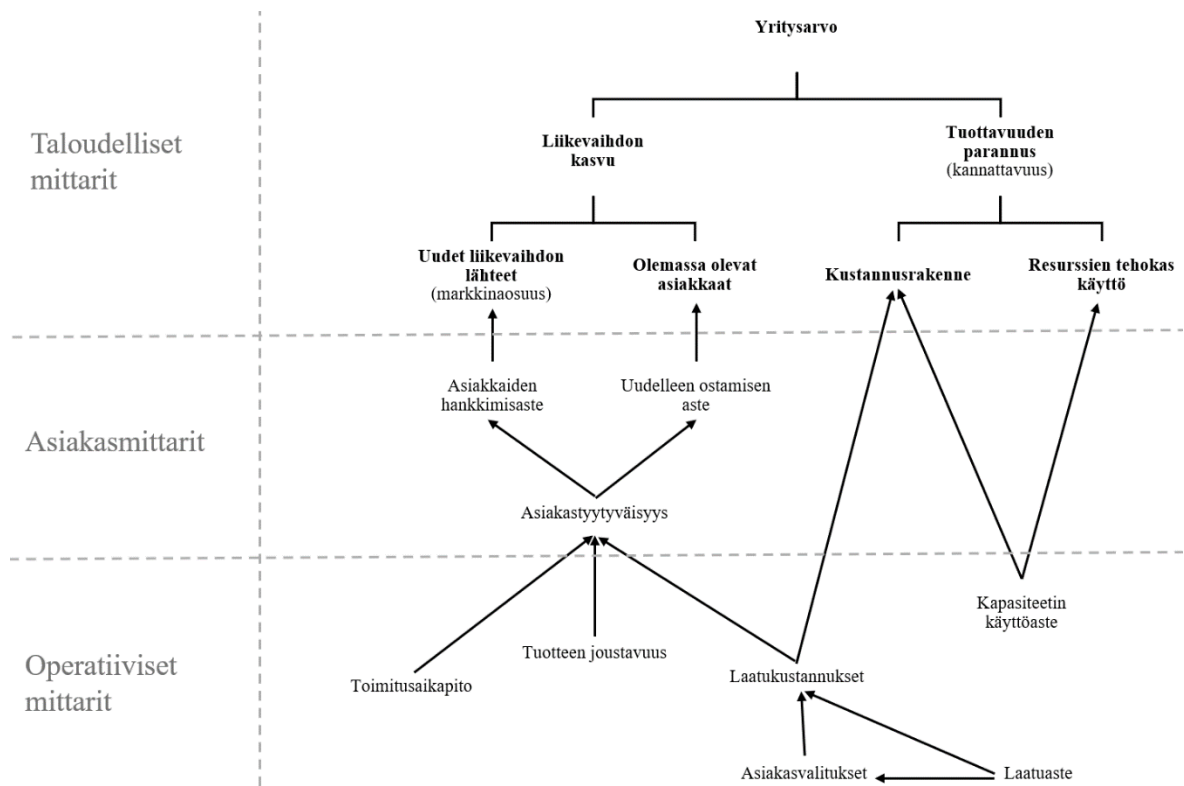 Yritysarvo
Taloudelliset
mittarit
Liikevaihdon
kasvu
Tuottavuuden
parannus
(kannattavuus)
Uudet liikevaihdon
lähteet
(markkinaosuus)
Olemassa olevat
asiakkaat
Kustannusrakenne
Resurssien tehokas
käyttö
Asiakasmittarit
Asiakkaiden
hankkimisaste
Uudelleen ostamisen
aste
Asiakastyytyväisyys
Operatiiviset
mittarit
Toimitusaikapito
Tuotteen joustavuus
Laatukustannukset
Kapasiteetin
käyttöaste
Asiakasvalitukset
Laatuaste